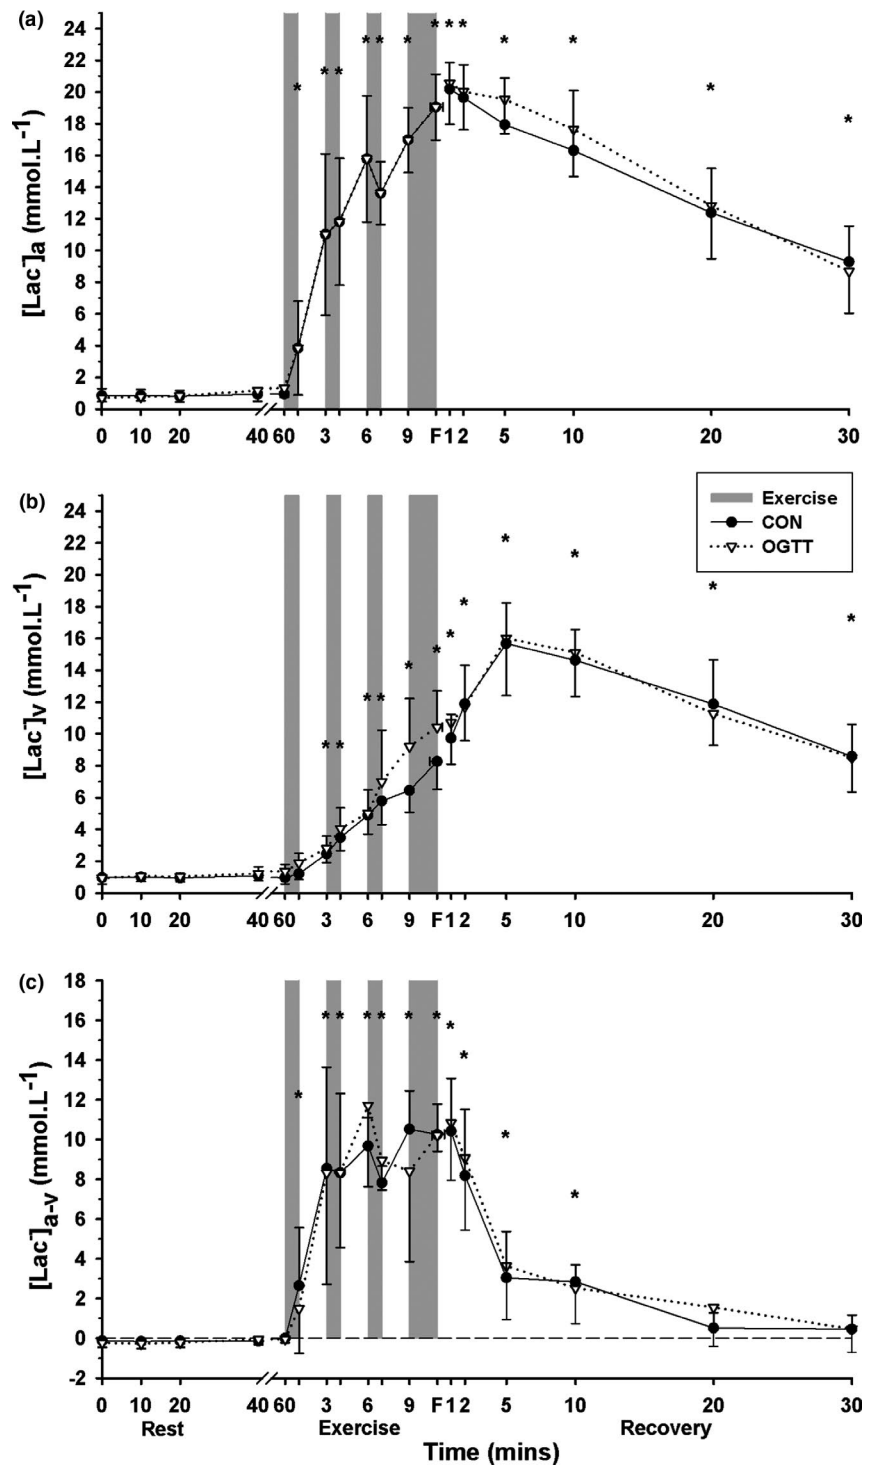 (a)
[Lac-]a (mmol.L-1)
24
22
20
18
16
14
12
10
8
6
4
2
0
* * * * * * * * * * * * *
0 10 20 40 60 3 6 9 F 1 2 5 10 20 30
(b)
[Lac-]v (mmol.L-1)
24
22
20
18
16
14
12
10
8
6
4
2
0
* * * * * * * * * * * *
Exercise
CON
OGTT
0 10 20 40 60 3 6 9 F 1 2 5 10 20 30
(c)
[Lac-]a-v (mmol.L-1)
18
16
14
12
10
8
6
4
2
0
-2
* * * * * * * * * * *
0 10 20 40 60 3 6 9 F 1 2 5 10 20 30
Rest Exercise Recovery
Time (mins)